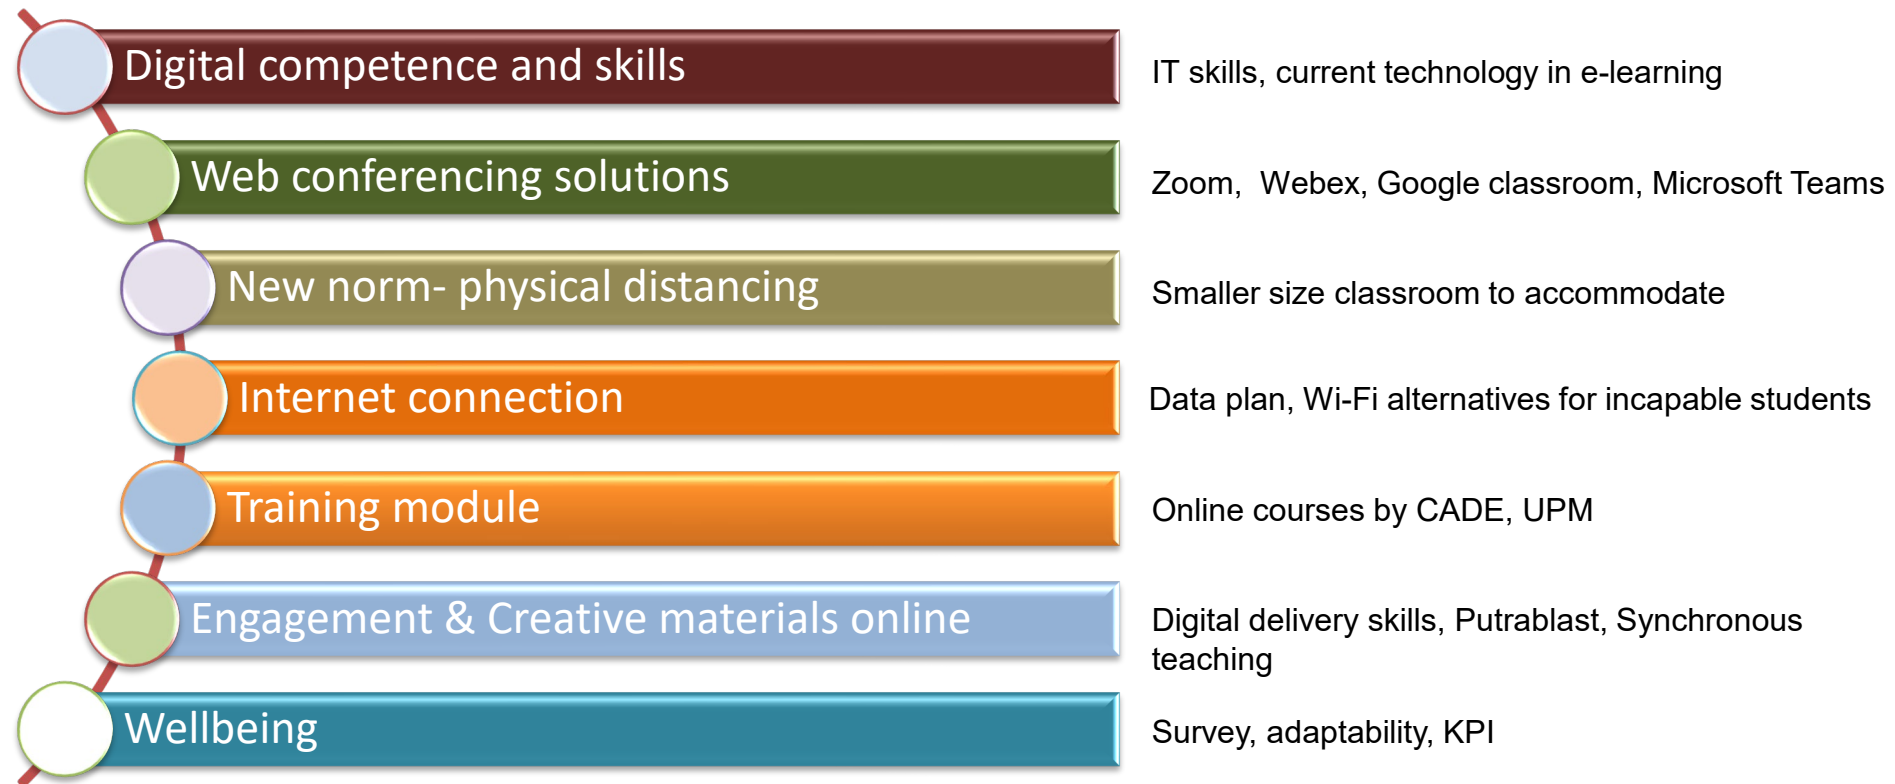 Digital competence and skills
IT skills, current technology in e-learning
Web conferencing solutions
Zoom,  Webex, Google classroom, Microsoft Teams
New norm- physical distancing
Smaller size classroom to accommodate
Internet connection
Data plan, Wi-Fi alternatives for incapable students
Training module
Online courses by CADE, UPM
Engagement & Creative materials online
Digital delivery skills, Putrablast, Synchronous
teaching
Wellbeing
Survey, adaptability, KPI